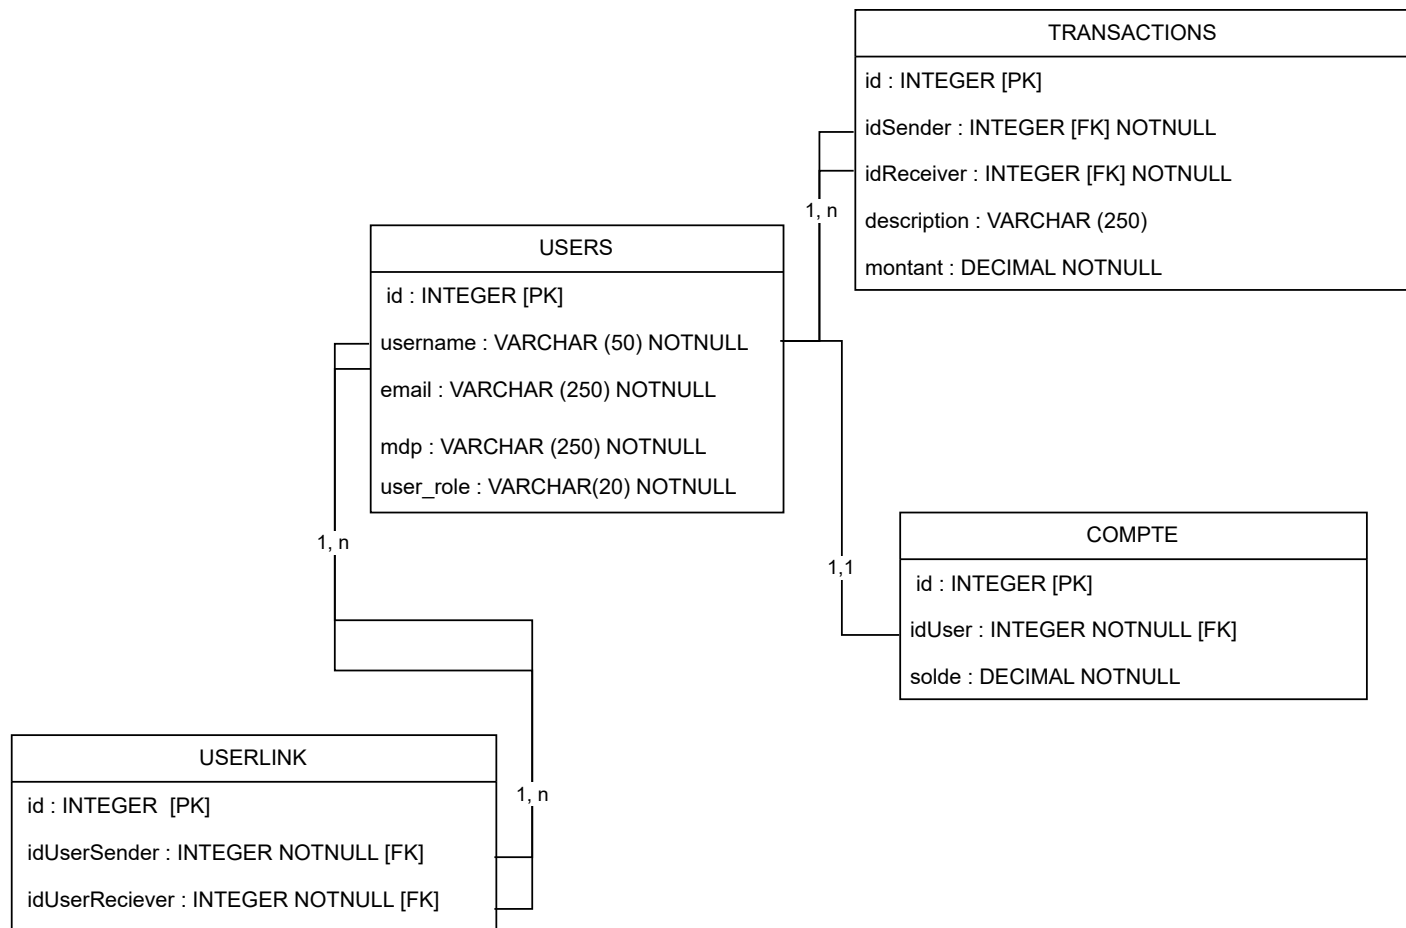 TRANSACTIONS
id : INTEGER [PK]
idSender : INTEGER [FK] NOTNULL
idReceiver : INTEGER [FK] NOTNULL
description : VARCHAR (250)
montant : DECIMAL NOTNULL
1, n
USERS
id : INTEGER [PK]
username : VARCHAR (50) NOTNULL
email : VARCHAR (250) NOTNULL
mdp : VARCHAR (250) NOTNULL
user_role : VARCHAR(20) NOTNULL
1, n
1,1
COMPTE
id : INTEGER [PK]
idUser : INTEGER NOTNULL [FK]
solde : DECIMAL NOTNULL
USERLINK
id : INTEGER  [PK]
idUserSender : INTEGER NOTNULL [FK]
idUserReciever : INTEGER NOTNULL [FK]
1, n